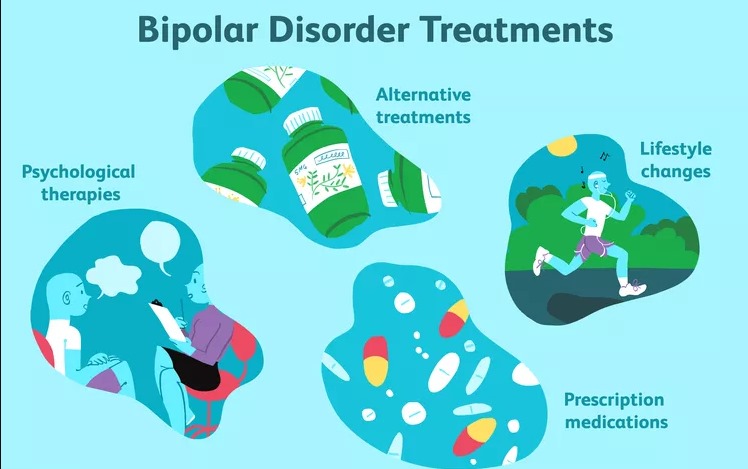 Bipolar Disorder Treatments
Alternative
treatments
Lifestyle
changes
Psychological
therapies
Prescription
medications